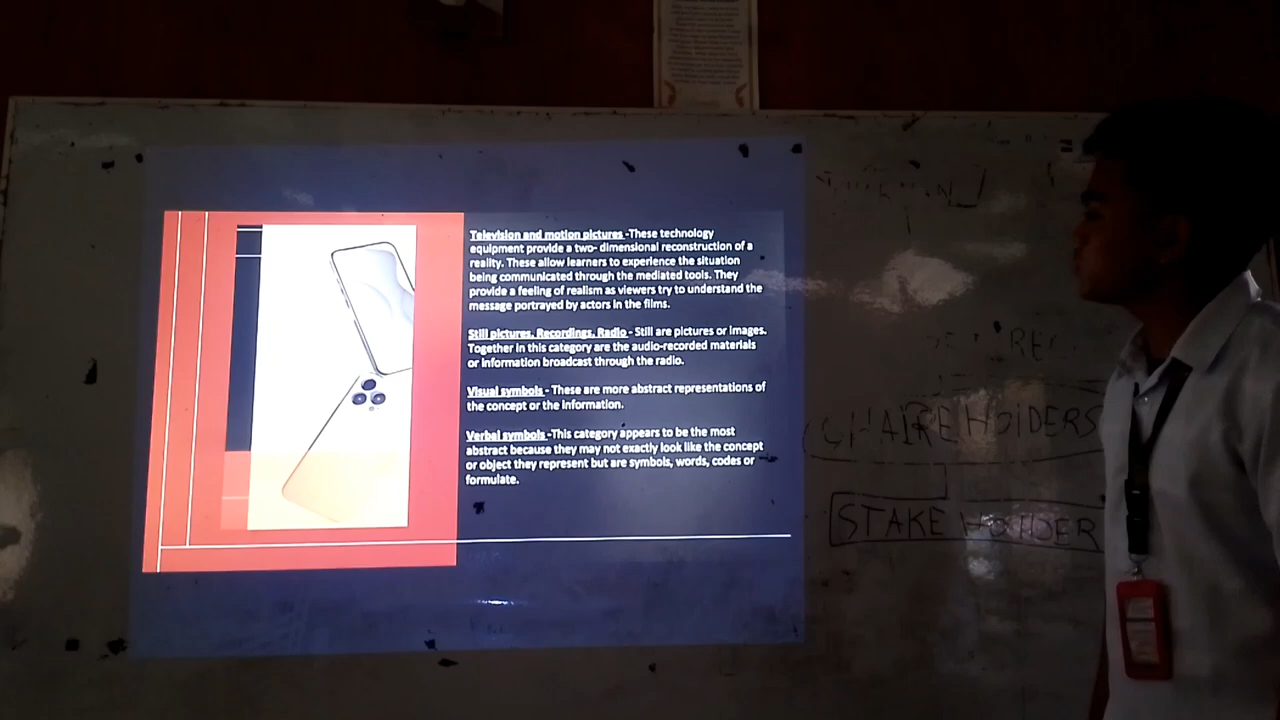 Television and motion pictures -These technology
equipment provide a two- dimensional reconstruction of a
reality. These allow learners to experience the situation
being communicated through the mediated tools. They
provide a feeling of realism as viewers try to understand the
message portrayed by actors in the films.
Still pictures, Recordings, Radio - Still are pictures or images.
Together in this category are the audio-recorded materials
or information broadcast through the radio.
Visual symbols - These are more abstract representations of
the concept or the information.
Verbal symbols -This category appears to be the most
abstract because they may not exactly look like the concept
or object they represent but are symbols, words, codes or
formulate.
CHAIRE HOlDERS
STAKE HOlDER